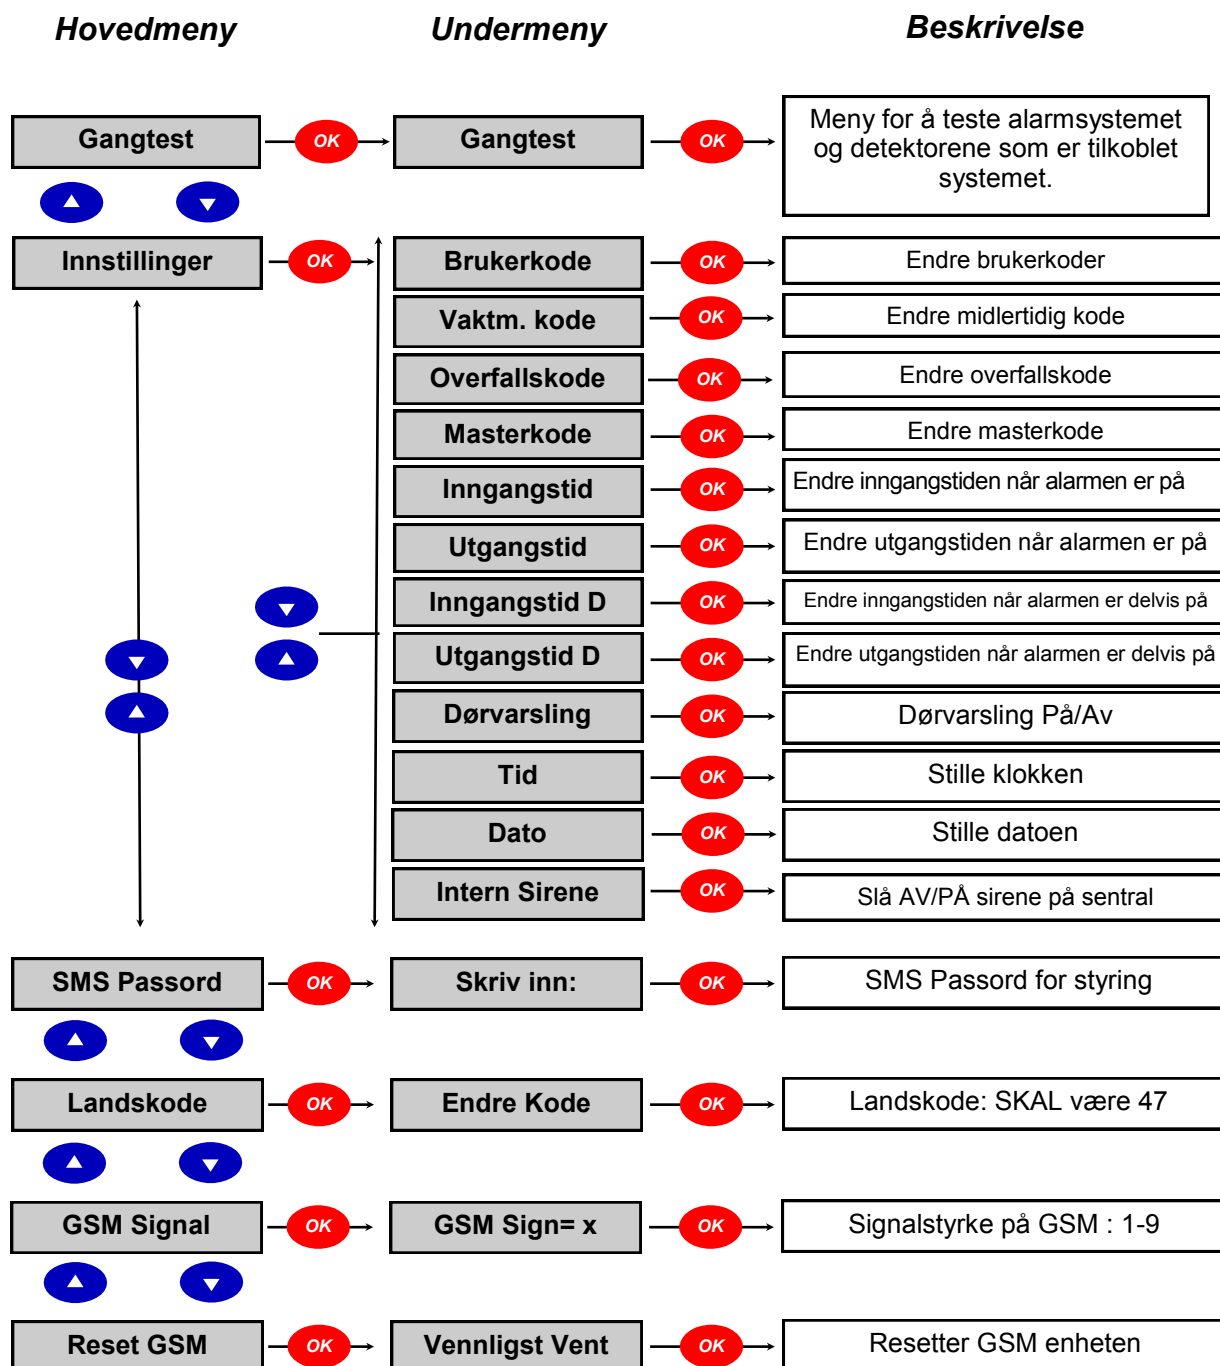 Hovedmeny Undermeny Beskrivelse
Gangtest OK Gangtest OK Meny for å teste alarmsystemet
og detektorene som er tilkoblet
systemet.
Innstillinger OK Brukerkode OK Endre brukerkoder
Vaktm. kode OK Endre midlertidig kode
Overfallskode OK Endre overfallskode
Masterkode OK Endre masterkode
Inngangstid OK Endre inngangstiden når alarmen er på
Utgangstid OK Endre utgangstiden når alarmen er på
Inngangstid D OK Endre inngangstiden når alarmen er delvis på
Utgangstid D OK Endre utgangstiden når alarmen er delvis på
Dørvarsling OK Dørvarsling På/Av
Tid OK Stille klokken
Dato OK Stille datoen
Intern Sirene OK Slå AV/PÅ sirene på sentral
SMS Passord OK Skriv inn: OK SMS Passord for styring
Landskode OK Endre Kode OK Landskode: SKAL være 47
GSM Signal OK GSM Sign= x OK Signalstyrke på GSM : 1-9
Reset GSM OK Vennligst Vent OK Resetter GSM enheten